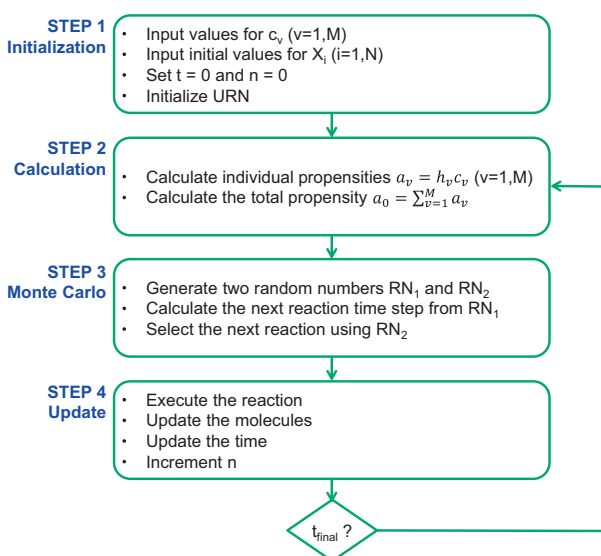 STEP 1
Initialization
• Input values for cᵥ (v=1,M)
• Input initial values for Xᵢ (i=1,N)
• Set t = 0 and n = 0
• Initialize URN
STEP 2
Calculation
• Calculate individual propensities aᵥ = hᵥcᵥ (v=1,M)
• Calculate the total propensity a₀ = ∑ᴹᵥ₌₁ aᵥ
STEP 3
Monte Carlo
• Generate two random numbers RN₁ and RN₂
• Calculate the next reaction time step from RN₁
• Select the next reaction using RN₂
STEP 4
Update
• Execute the reaction
• Update the molecules
• Update the time
• Increment n
t_final ?